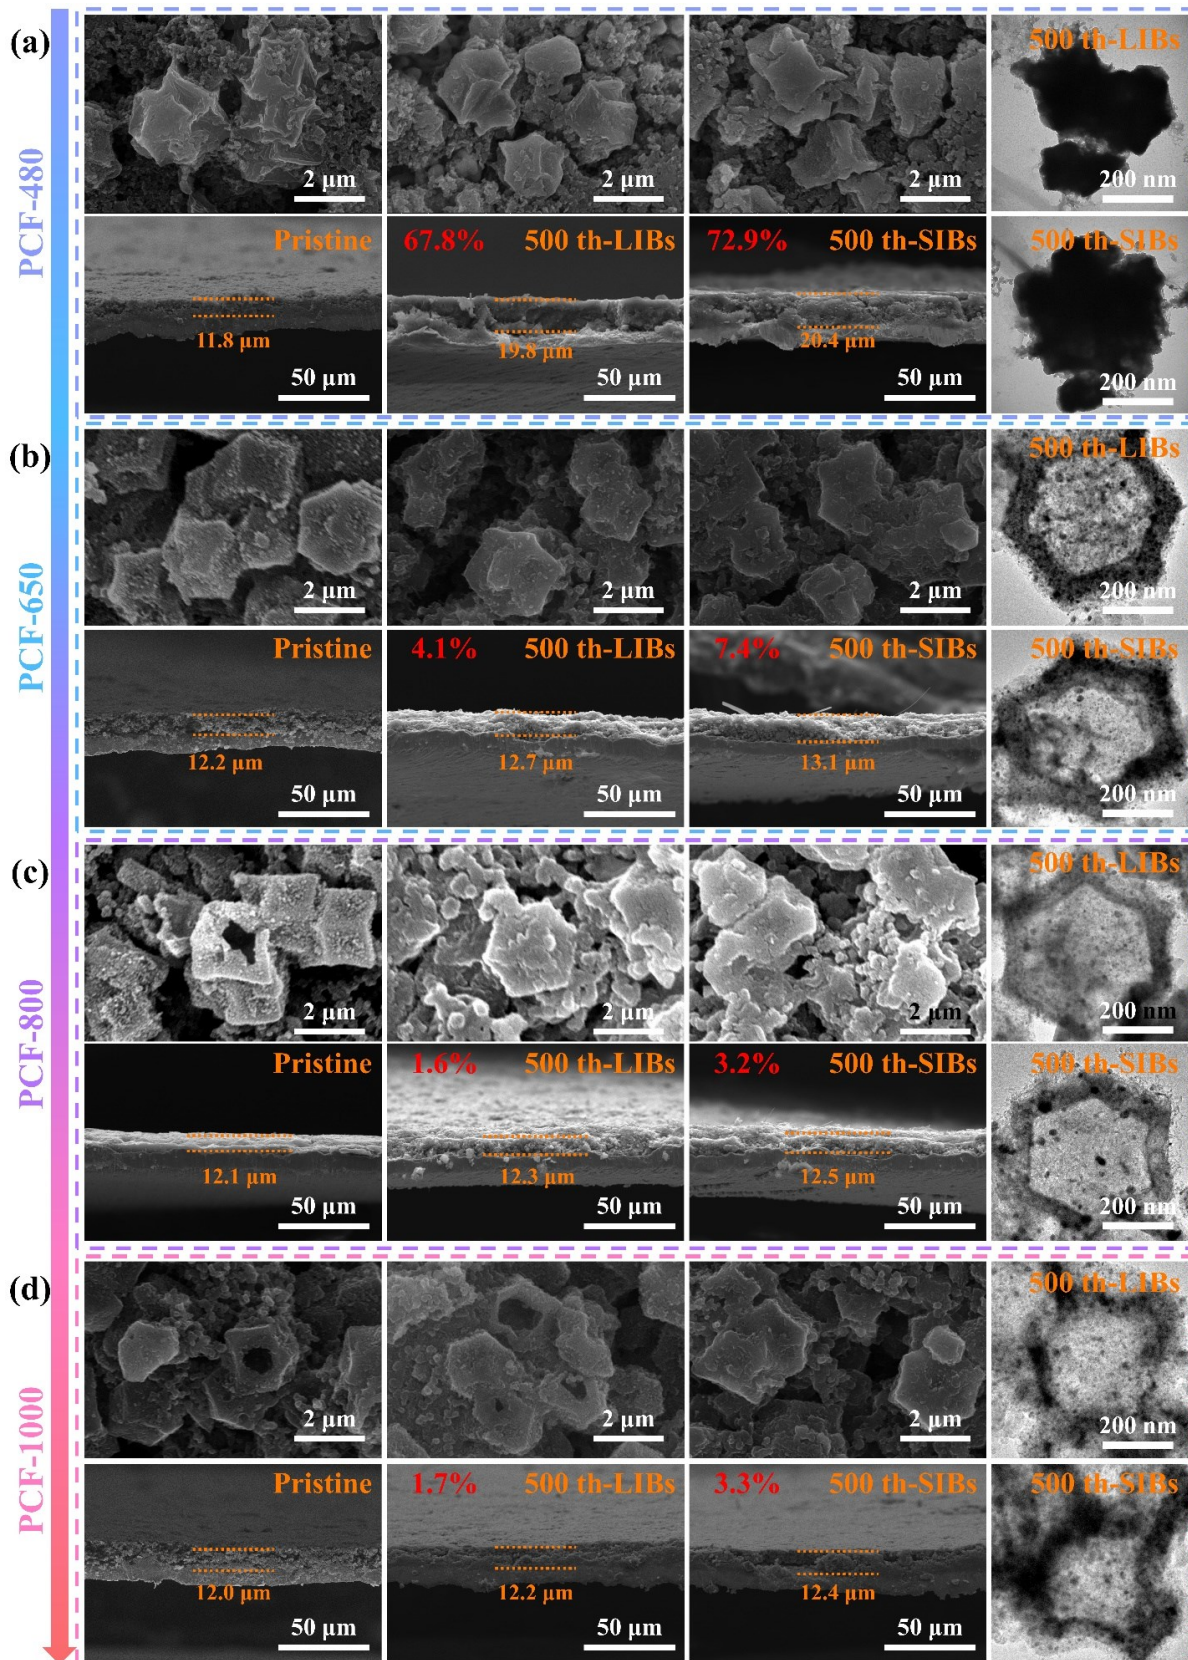 (a)
PCF-480
2 μm
2 μm
2 μm
500 th-LIBs
200 nm
Pristine
11.8 μm
50 μm
67.8%
500 th-LIBs
19.8 μm
50 μm
72.9%
500 th-SIBs
20.4 μm
50 μm
500 th-SIBs
200 nm
(b)
PCF-650
2 μm
2 μm
2 μm
500 th-LIBs
200 nm
Pristine
12.2 μm
50 μm
4.1%
500 th-LIBs
12.7 μm
50 μm
7.4%
500 th-SIBs
13.1 μm
50 μm
500 th-SIBs
200 nm
(c)
PCF-800
2 μm
2 μm
2 μm
500 th-LIBs
200 nm
Pristine
12.1 μm
50 μm
1.6%
500 th-LIBs
12.3 μm
50 μm
3.2%
500 th-SIBs
12.5 μm
50 μm
500 th-SIBs
200 nm
(d)
PCF-1000
2 μm
2 μm
2 μm
500 th-LIBs
200 nm
Pristine
12.0 μm
50 μm
1.7%
500 th-LIBs
12.2 μm
50 μm
3.3%
500 th-SIBs
12.4 μm
50 μm
500 th-SIBs
200 nm